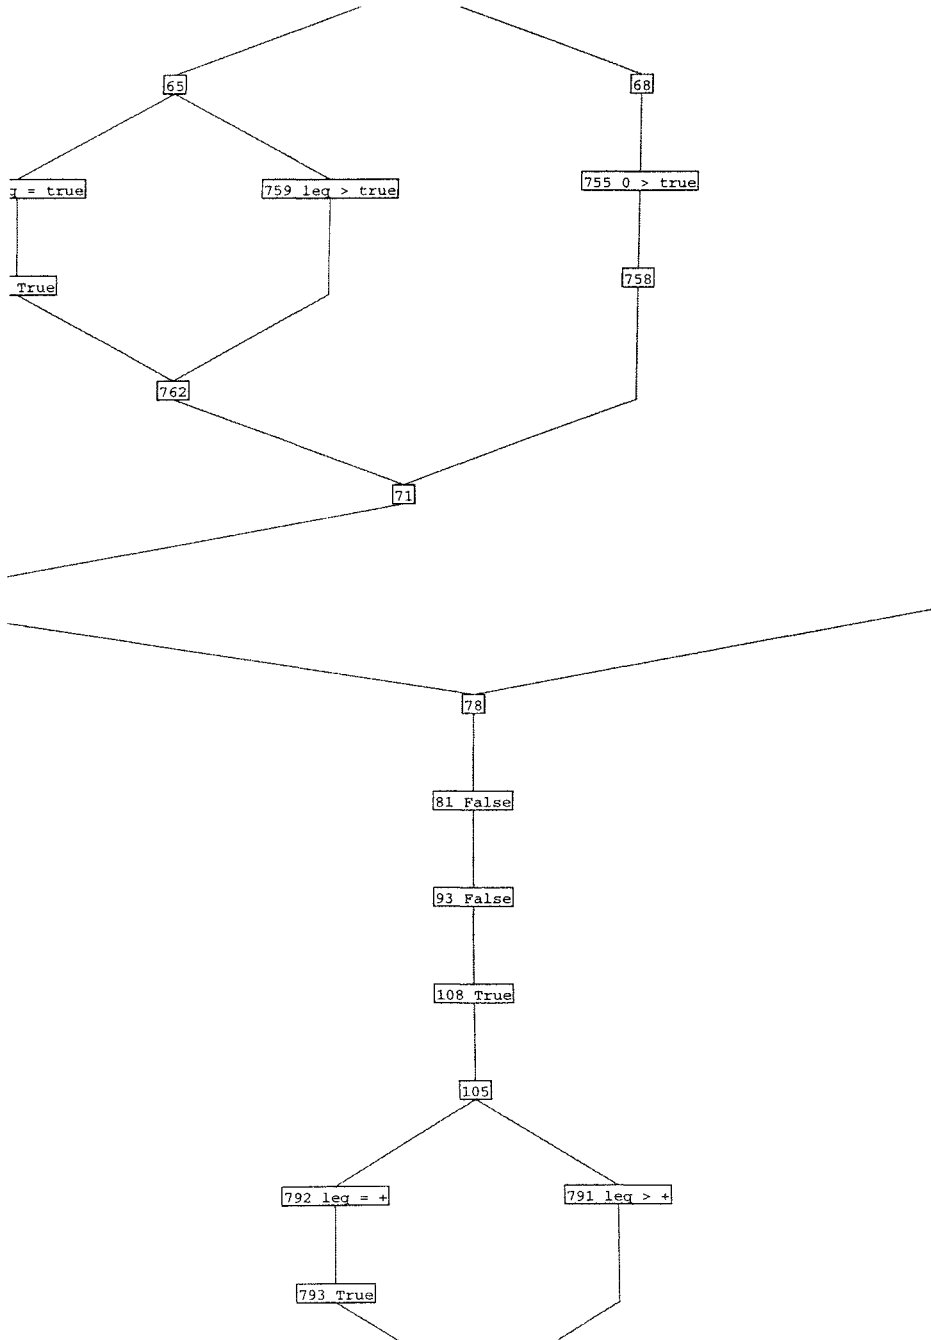 65
68
= true
759 leq > true
755 0 > true
True
758
762
71
78
81 False
93 False
108 True
105
792 leq = +
791 leq > +
793 True